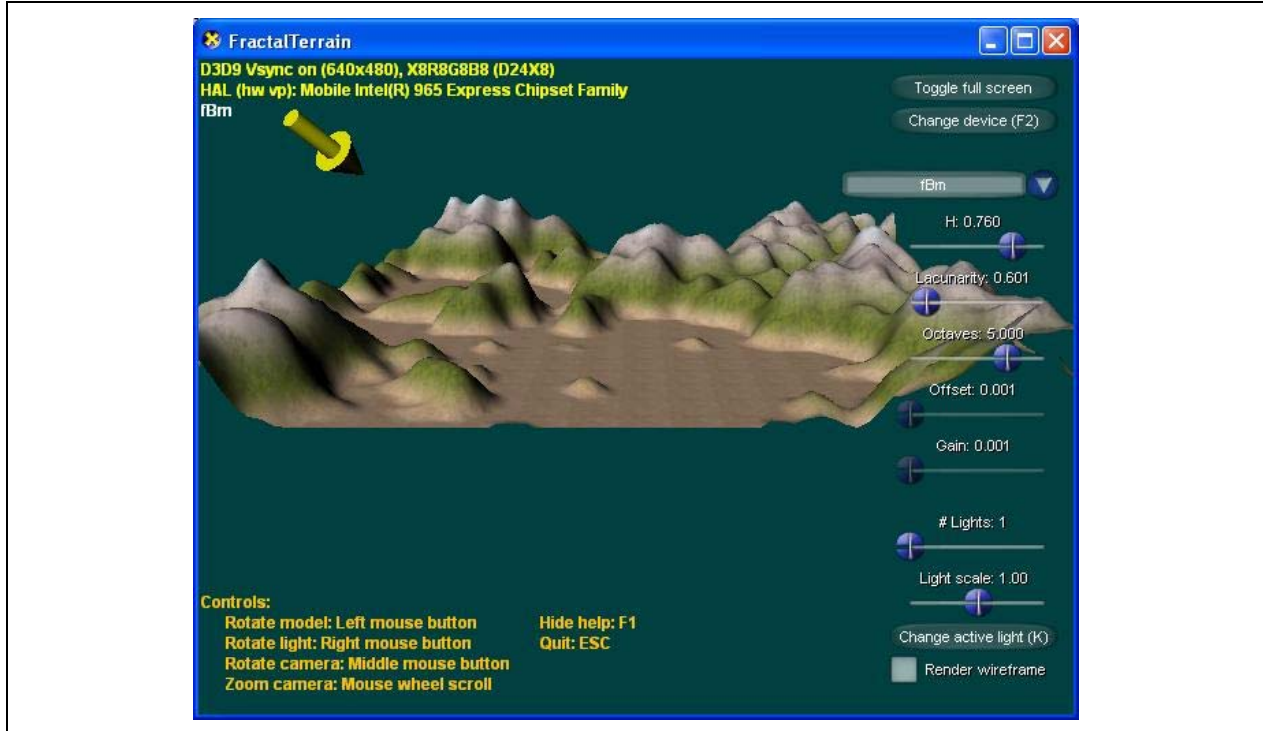 FractalTerrain
D3D9 Vsync on (640x480), X8R8G8B8 (D24X8)
HAL (hw vp): Mobile Intel(R) 965 Express Chipset Family
fBm
Toggle full screen
Change device (F2)
fBm
H: 0.760
Lacunarity: 0.601
Octaves: 5.000
Offset: 0.001
Gain: 0.001
# Lights: 1
Light scale: 1.00
Change active light (K)
Render wireframe
Controls:
Rotate model: Left mouse button Hide help: F1
Rotate light: Right mouse button Quit: ESC
Rotate camera: Middle mouse button
Zoom camera: Mouse wheel scroll